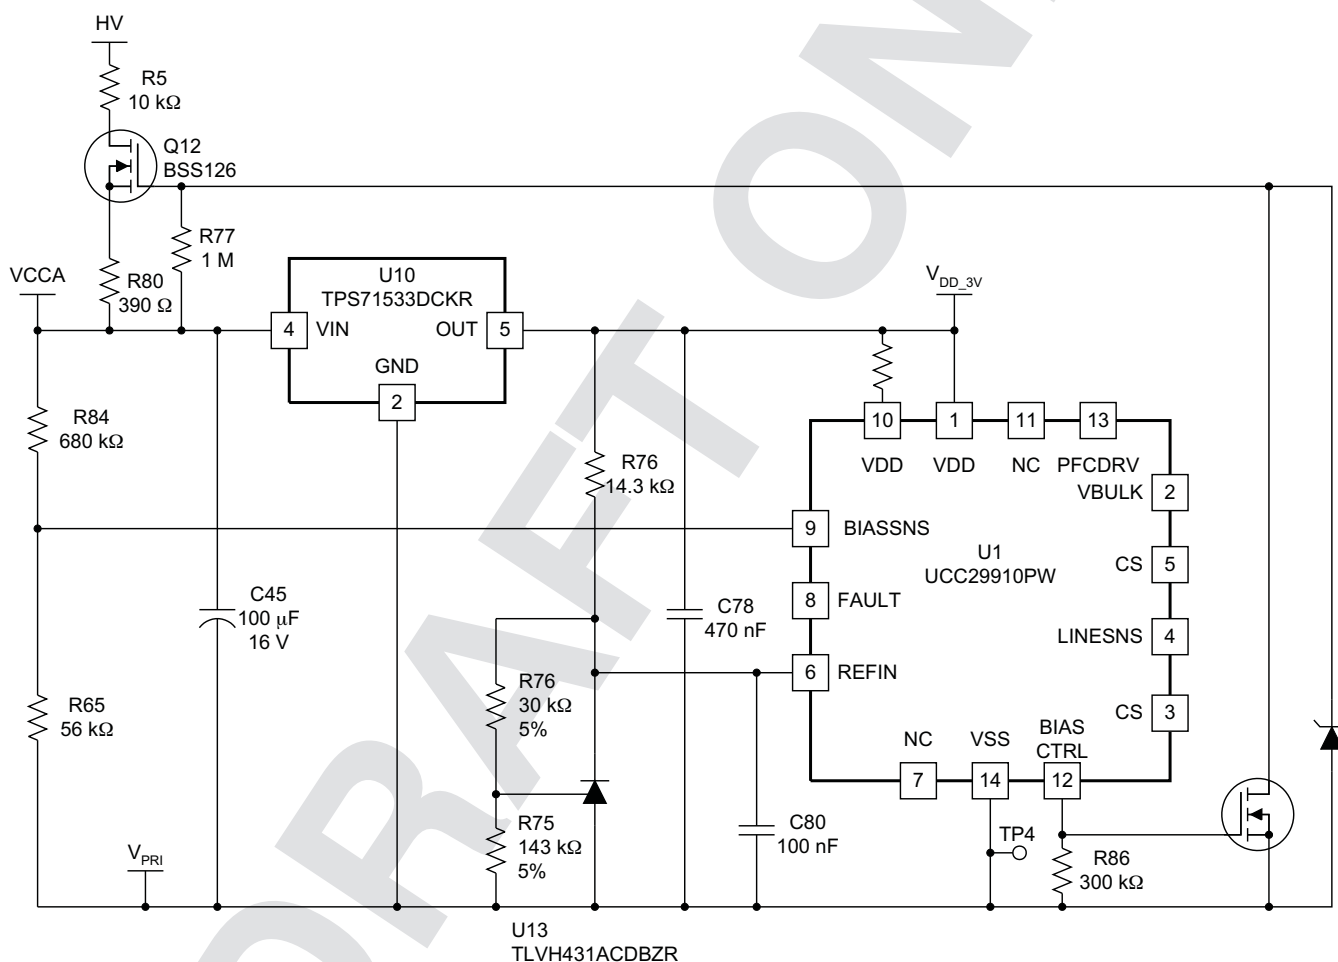 HV
R5
10 kΩ
Q12
BSS126
R77
1 M
R80
390 Ω
VCCA
U10
TPS71533DCKR
4
VIN
OUT
5
GND
2
VDD_3V
R84
680 kΩ
R76
14.3 kΩ
10
1
11
13
VDD
VDD
NC
PFCDRV
VBULK
2
9
BIASSNS
U1
UCC29910PW
CS
5
C45
100 µF
16 V
C78
470 nF
8
FAULT
LINESNS
4
6
REFIN
R76
30 kΩ
5%
R65
56 kΩ
CS
3
NC
VSS
BIAS
CTRL
7
14
12
R75
143 kΩ
5%
C80
100 nF
TP4
R86
300 kΩ
VPRI
U13
TLVH431ACDBZR
DRAFT ON